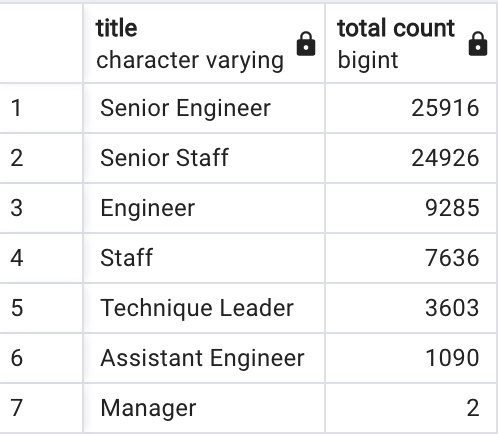 title total count
character varying bigint
1 Senior Engineer 25916
2 Senior Staff 24926
3 Engineer 9285
4 Staff 7636
5 Technique Leader 3603
6 Assistant Engineer 1090
7 Manager 2